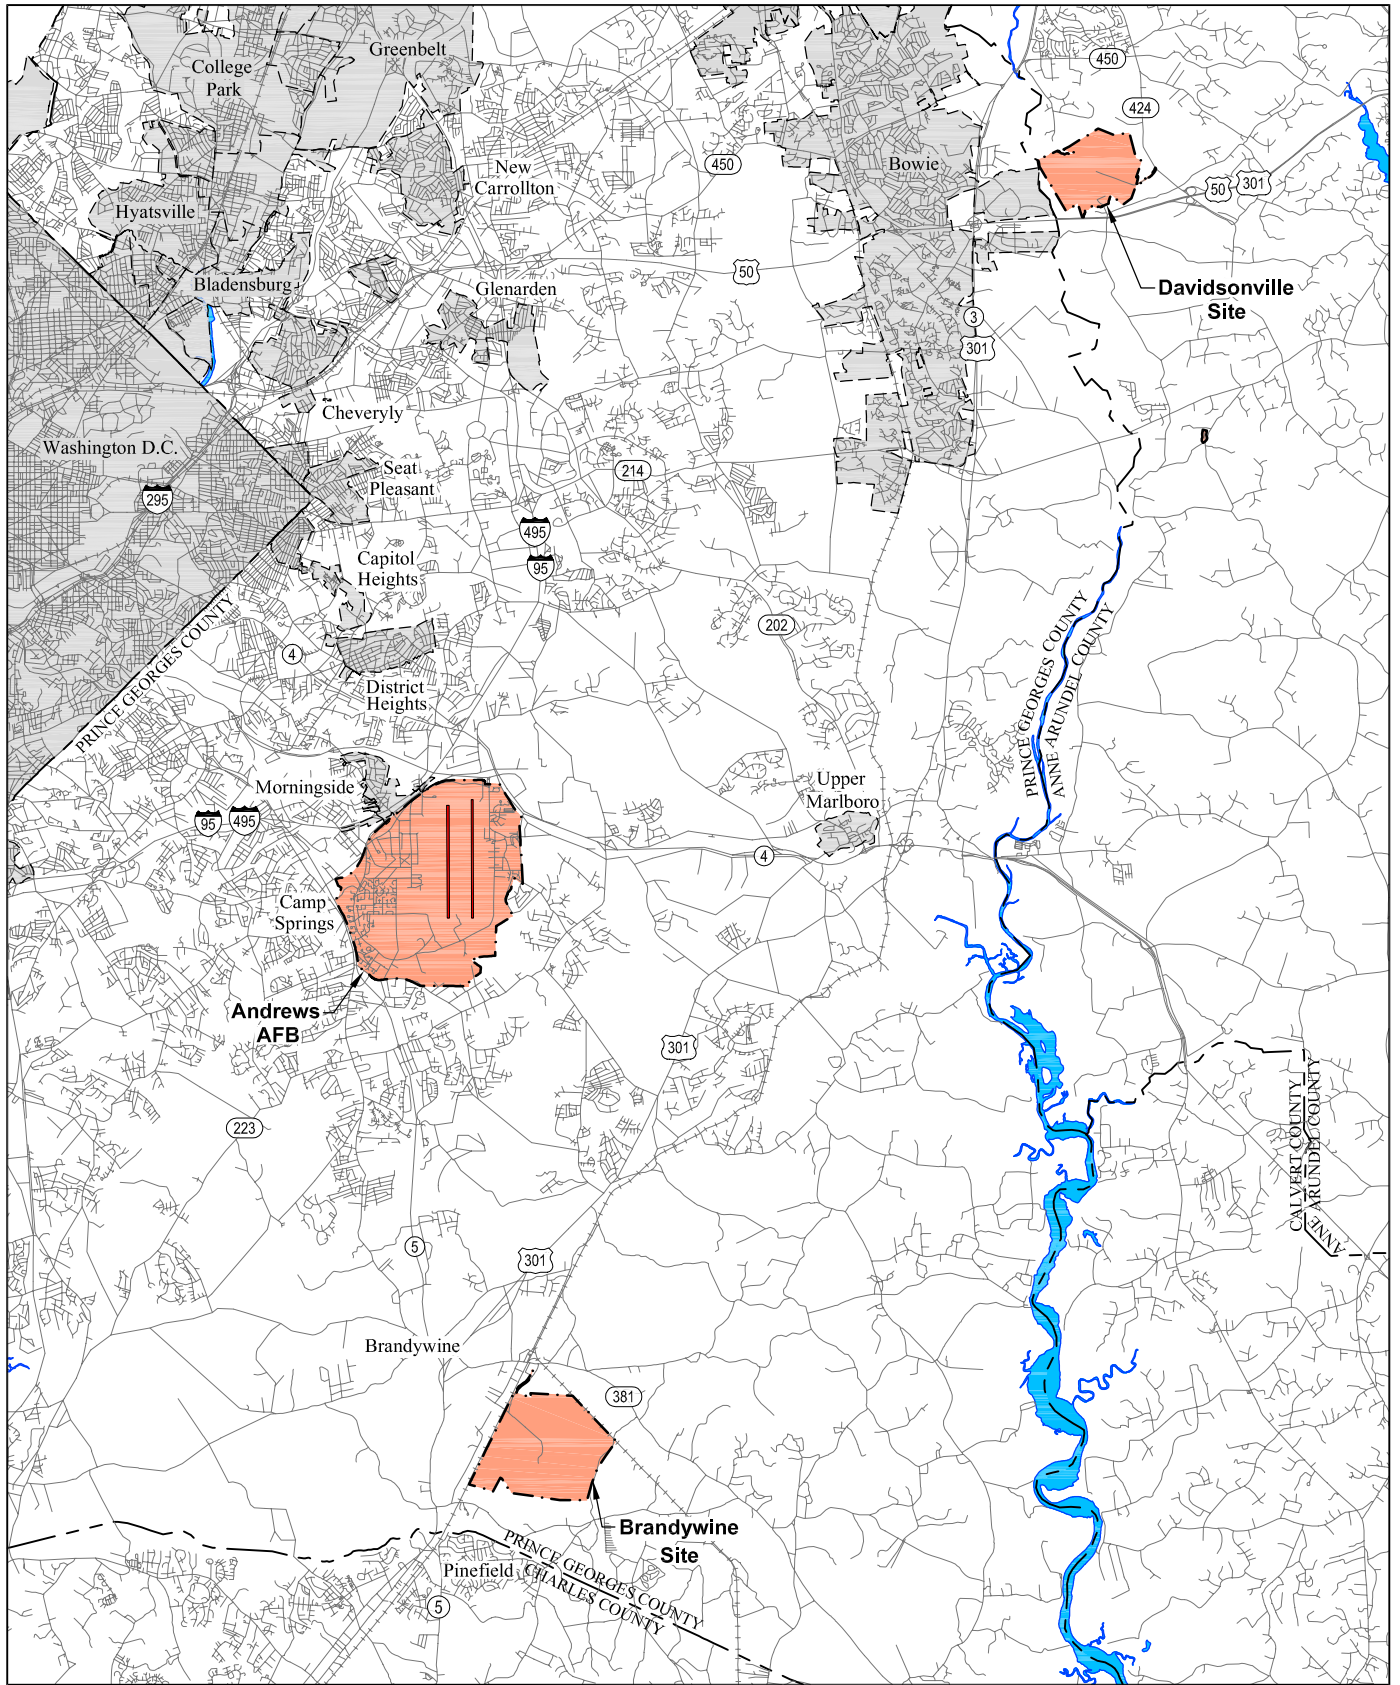 Greenbelt
College
Park
450
424
New
Carrollton
450
Bowie
50
301
Hyatsville
Bladensburg
50
Glenarden
Davidsonville
Site
3
301
Cheveryly
Washington D.C.
Seat
Pleasant
214
295
495
95
Capitol
Heights
202
4
PRINCE GEORGES COUNTY
PRINCE GEORGES COUNTY
ANNE ARUNDEL COUNTY
District
Heights
Morningside
Upper
Marlboro
95
495
4
Camp
Springs
Andrews
AFB
301
223
CALVERT COUNTY
ANNE ARUNDEL COUNTY
5
301
Brandywine
381
Brandywine
Site
PRINCE GEORGES COUNTY
CHARLES COUNTY
Pinefield
5